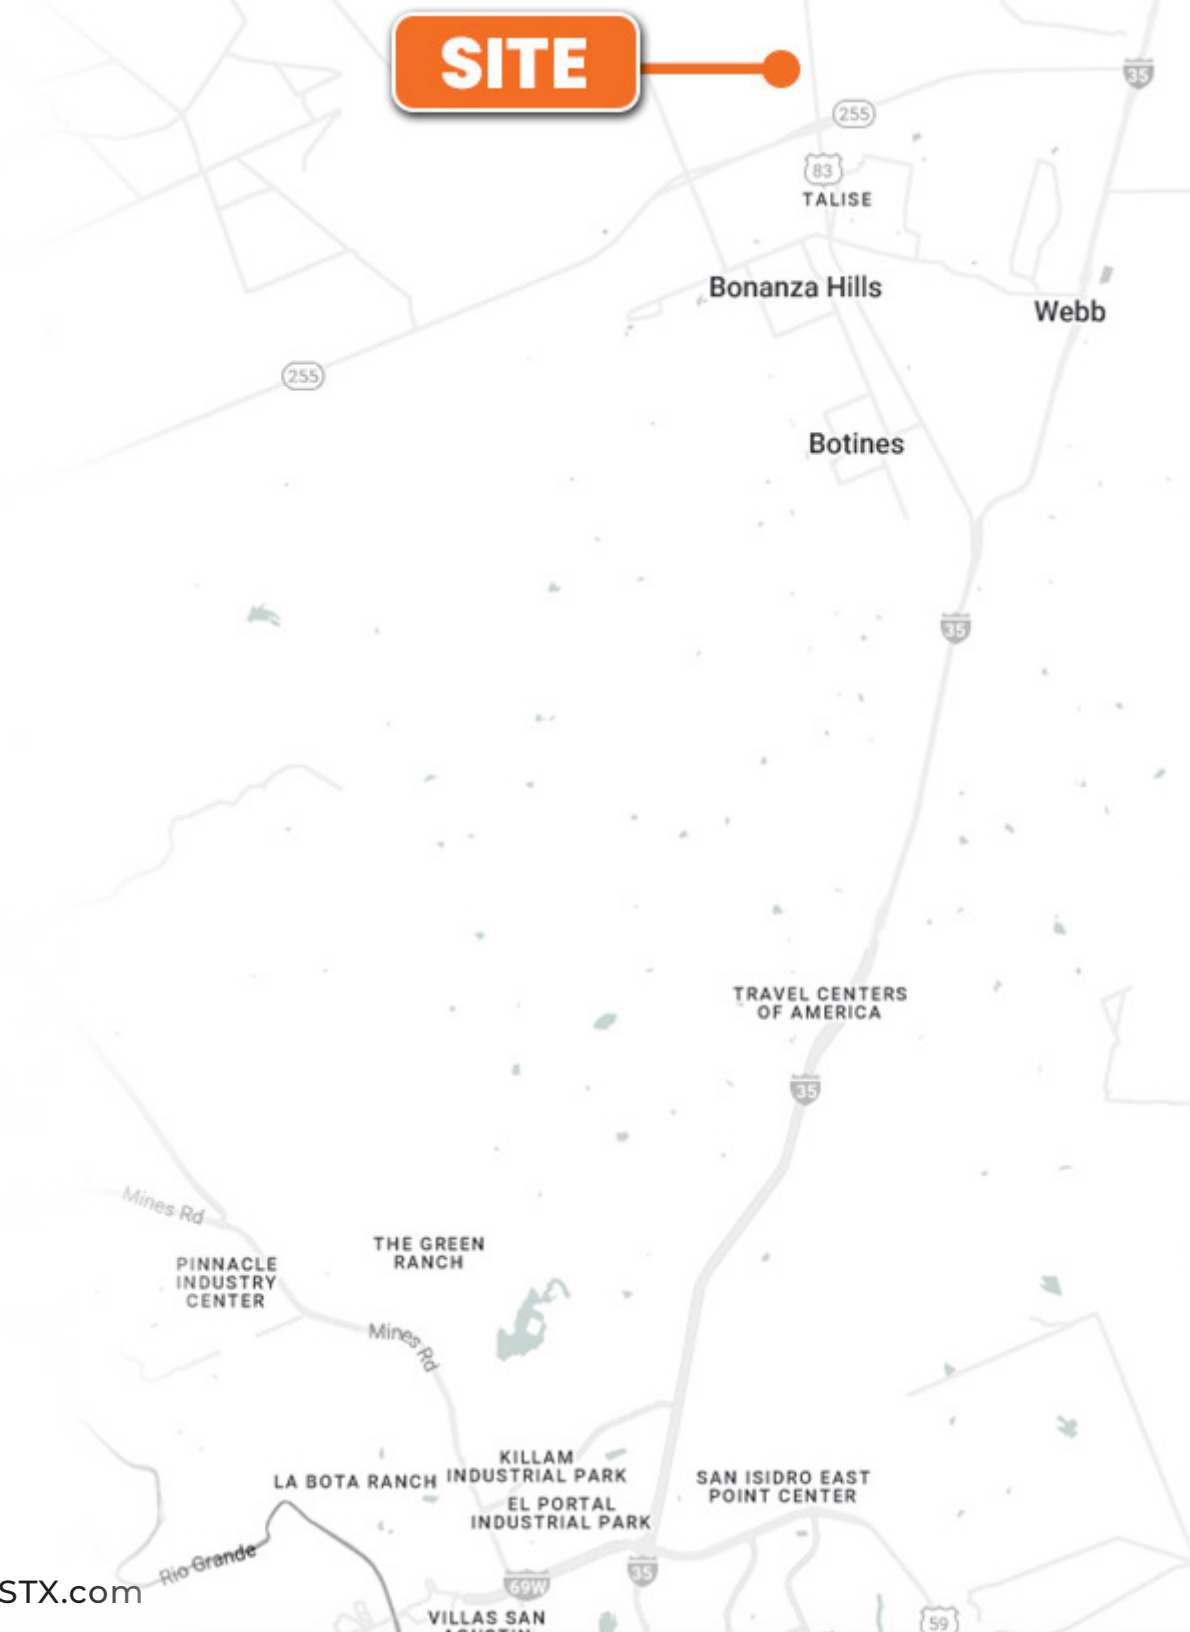 SITE
35
255
83
TALISE
Bonanza Hills
Webb
255
Botines
35
TRAVEL CENTERS
OF AMERICA
35
Mines Rd
THE GREEN
RANCH
PINNACLE
INDUSTRY
CENTER
Mines Rd
KILLAM
INDUSTRIAL PARK
LA BOTA RANCH
SAN ISIDRO EAST
POINT CENTER
EL PORTAL
INDUSTRIAL PARK
Rio Grande
35
69W
STX.com
VILLAS SAN
59